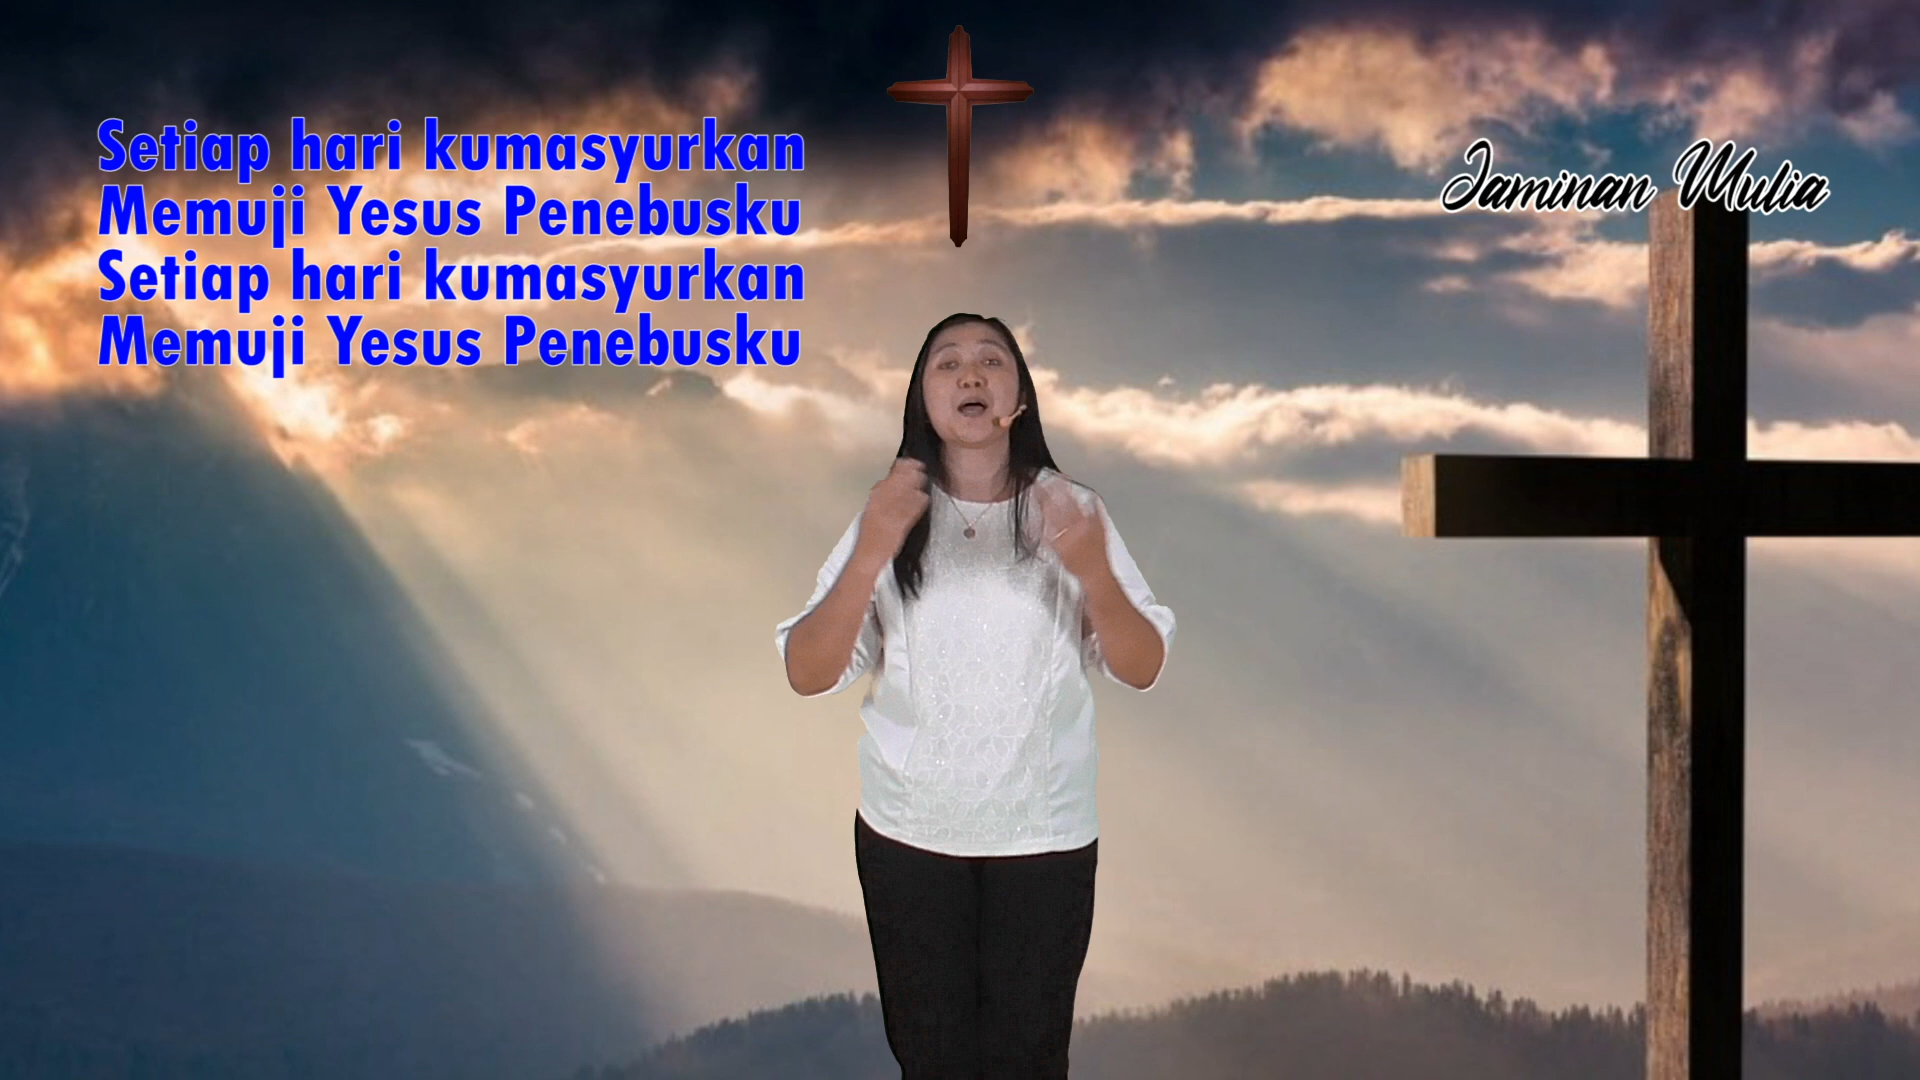 Setiap hari kumasyurkan
Memuji Yesus Penebusku
Setiap hari kumasyurkan
Memuji Yesus Penebusku
Jaminan Mulia